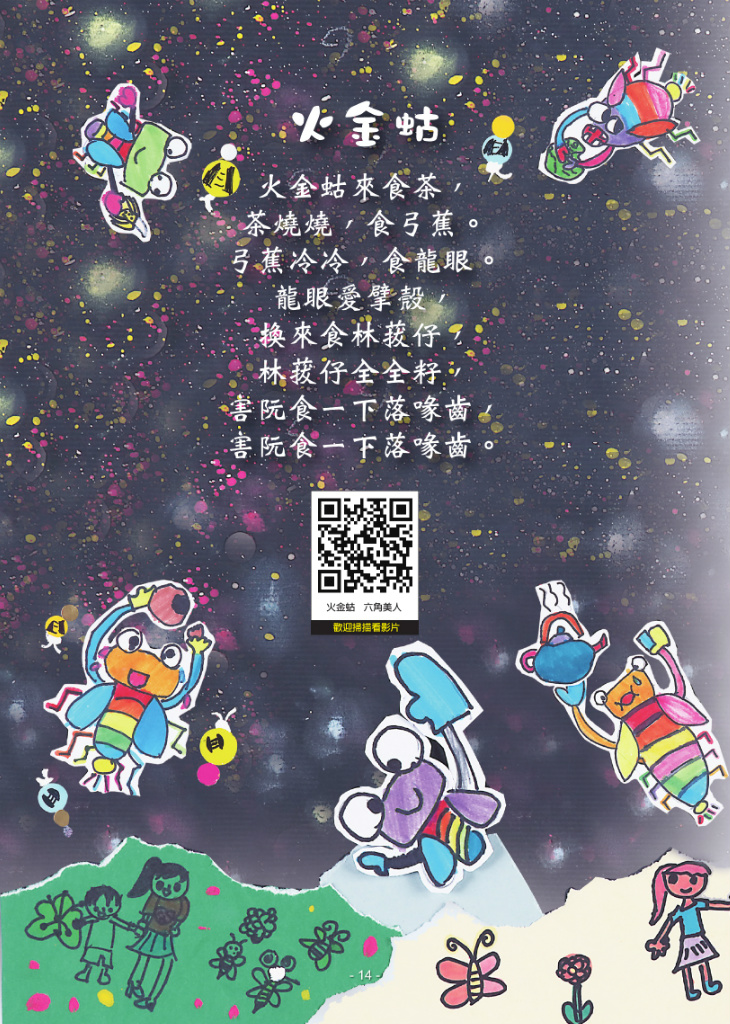 火金蛄
火金蛄來食茶，
茶燒燒，食弓蕉。
弓蕉冷冷，食龍眼。
龍眼愛擘殼，
換來食林菝仔，
林菝仔全全籽，
害阮食一下落喙齒，
害阮食一下落喙齒。
火金蛄 六角美人
歡迎掃描看影片
- 14 -